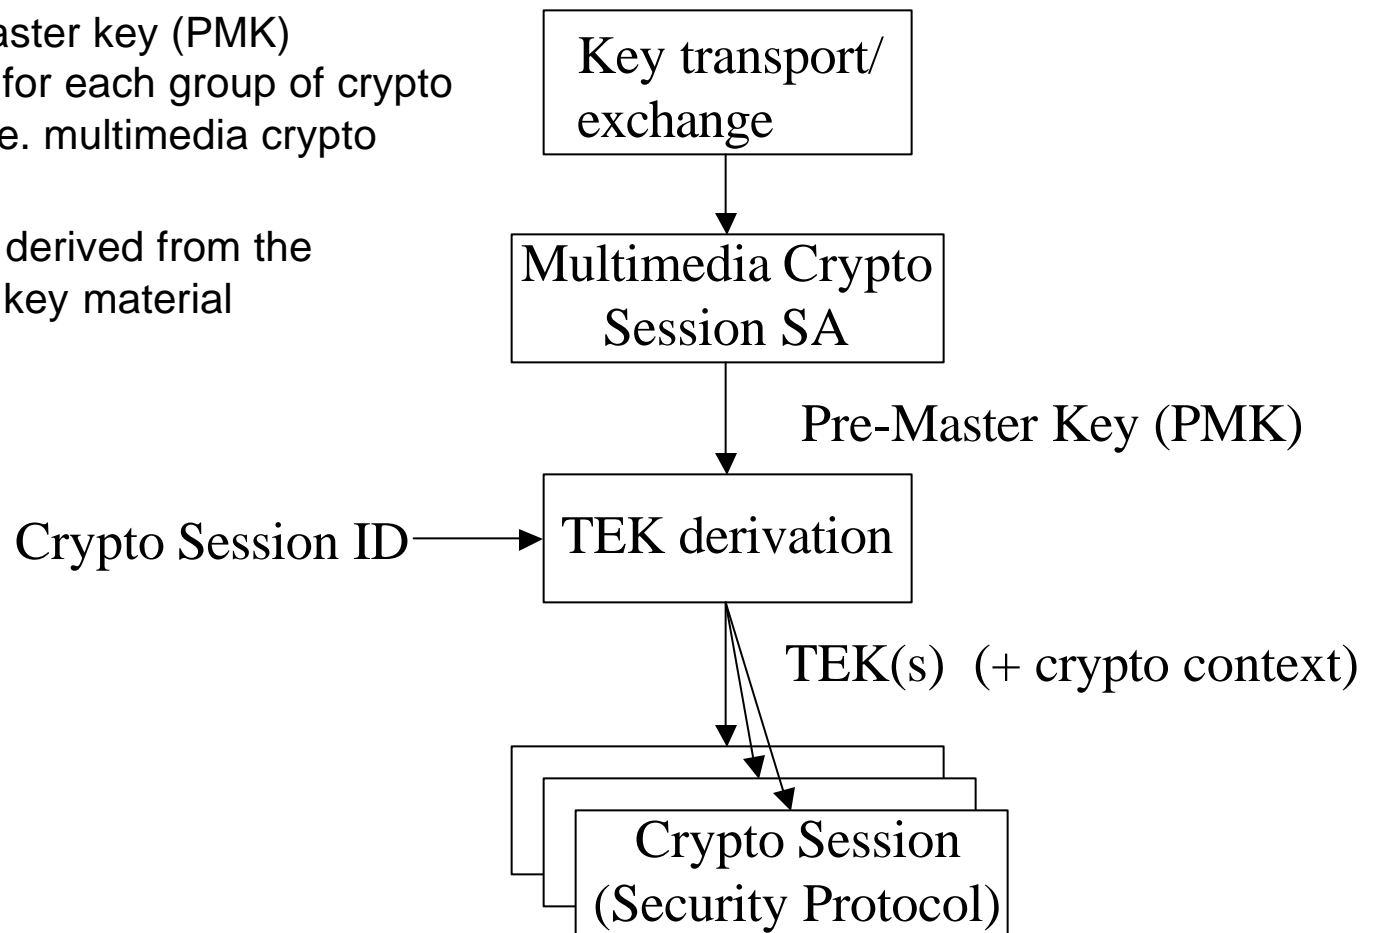 aster key (PMK)
for each group of crypto
e. multimedia crypto
derived from the
key material
Key transport/
exchange
Multimedia Crypto
Session SA
Pre-Master Key (PMK)
Crypto Session ID
TEK derivation
TEK(s) (+ crypto context)
Crypto Session
(Security Protocol)